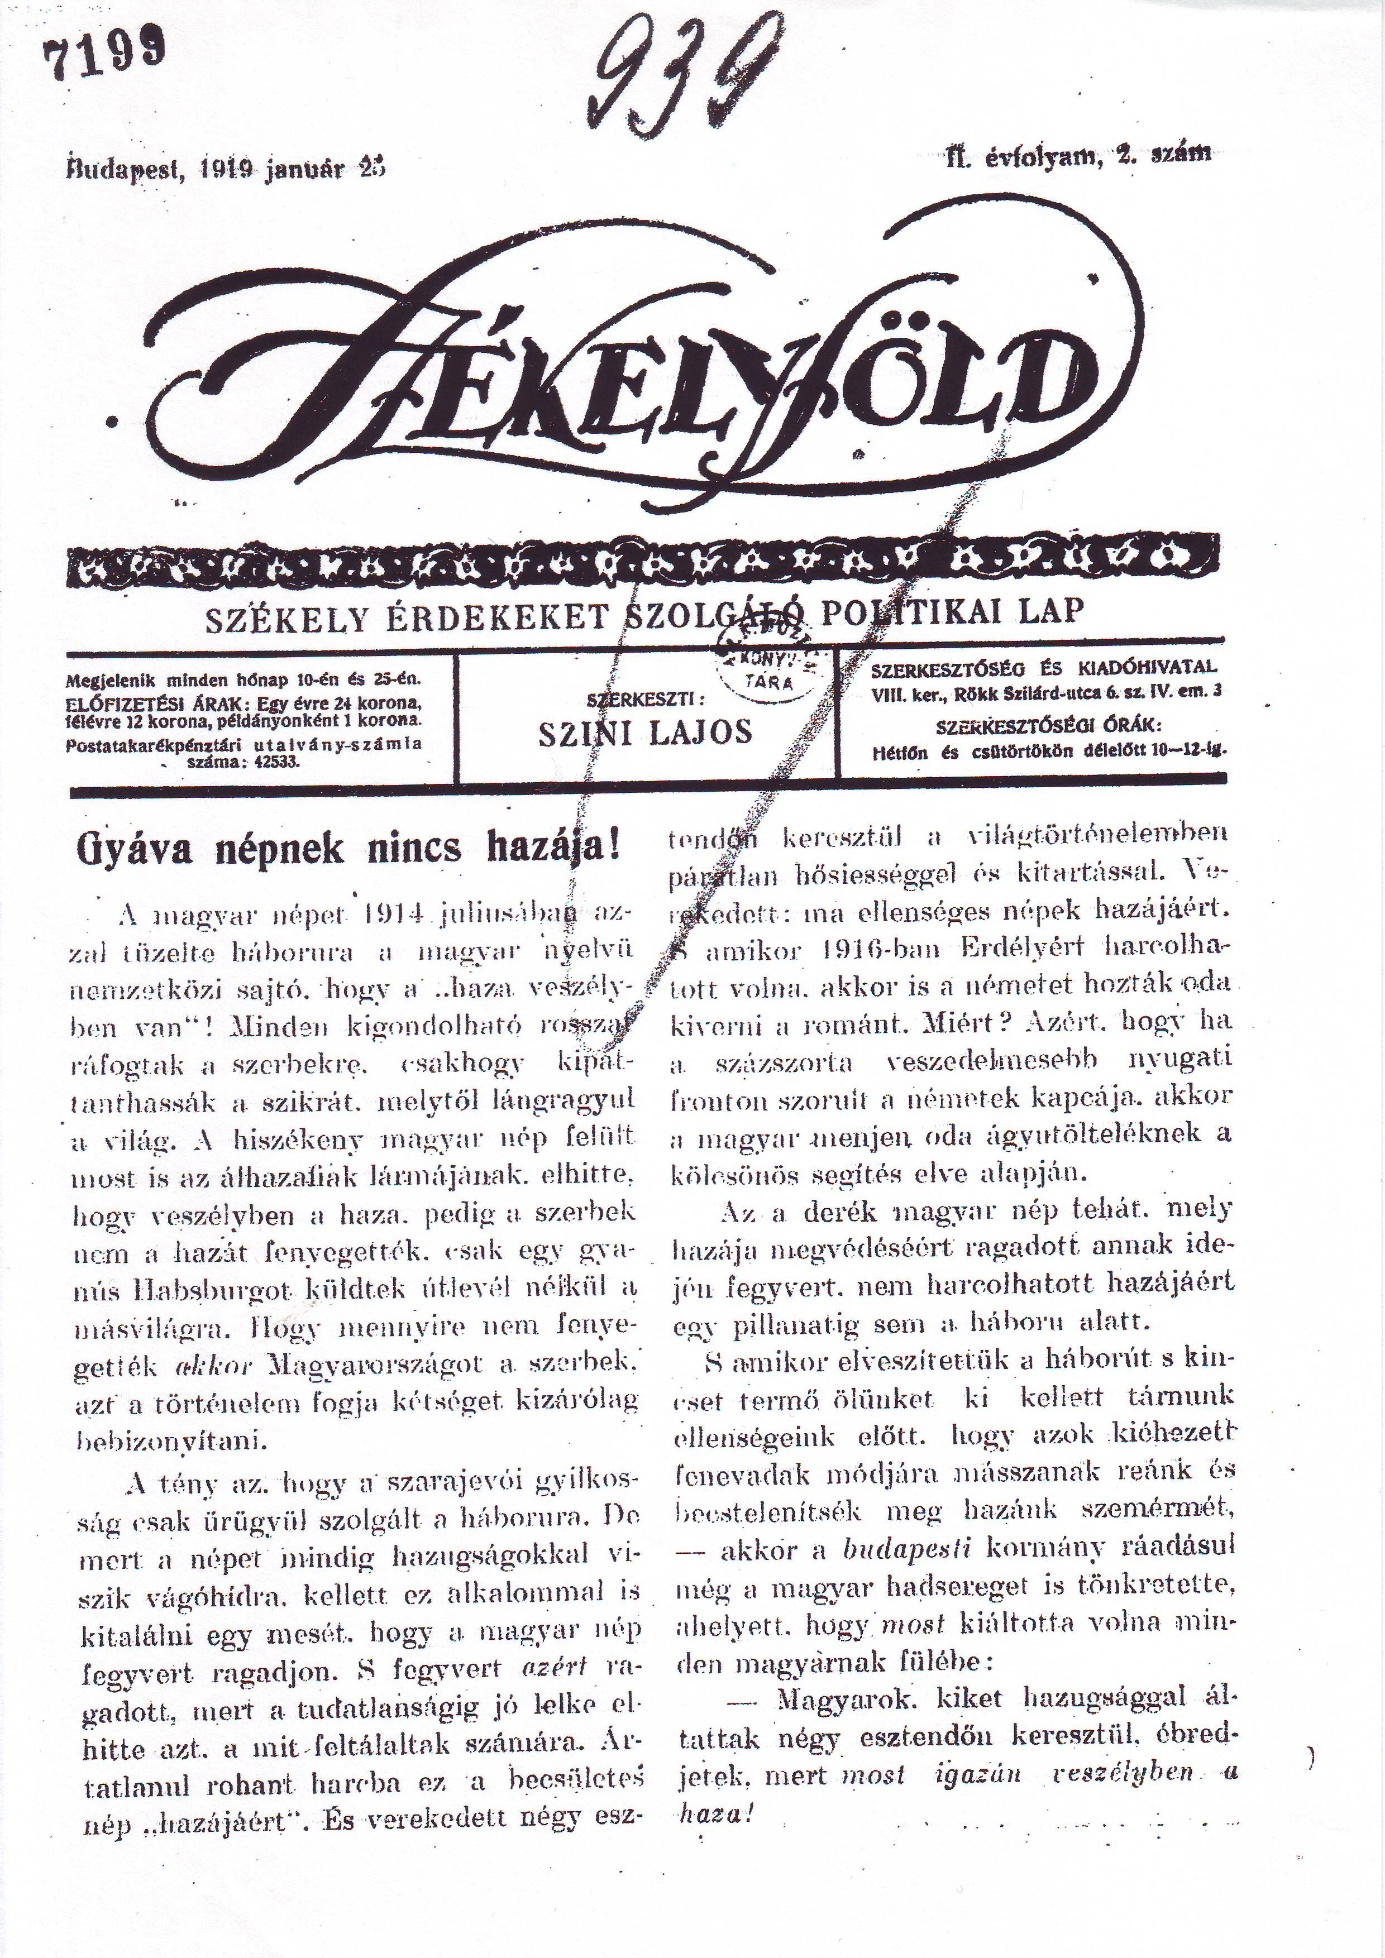 7199
939
Budapest, 1919 január 25
II. évfolyam, 2. szám
SZÉKELYFÖLD
SZÉKELY ÉRDEKEKET SZOLGÁLÓ POLITIKAI LAP
Megjelenik minden hónap 10-én és 25-én.
ELŐFIZETÉSI ÁRAK: Egy évre 24 korona,
félévre 12 korona, példányonként 1 korona.
Postatakarékpénztári utalvány-számla
száma: 42533.
SZERKESZTI:
SZINI LAJOS
KÖNYV-
TÁRA
SZERKESZTŐSÉG ÉS KIADÓHIVATAL
VIII. ker., Rökk Szilárd-utca 6. sz. IV. em. 3
SZERKESZTŐSÉGI ÓRÁK:
Hétfőn és csütörtökön délelőtt 10—12-ig.
Gyáva népnek nincs hazája!
A magyar népet 1914 juliusában az-
zal tüzelte háborura a magyar nyelvü
nemzetközi sajtó, hogy a „haza veszély-
ben van“! Minden kigondolható rosszat
ráfogtak a szerbekre, csakhogy kipat-
tanthassák a szikrát, melytől lángragyul
a világ. A hiszékeny magyar nép felült
most is az álhazafiak lármájának, elhitte,
hogy veszélyben a haza, pedig a szerbek
nem a hazát fenyegették, csak egy gya-
nús Habsburgot küldtek útlevél nélkül a
másvilágra. Hogy mennyire nem fenye-
gették akkor Magyarországot a szerbek,
azt a történelem fogja kétséget kizárólag
bebizonyítani.
A tény az, hogy a szarajevói gyilkos-
ság csak ürügyül szolgált a háborura. De
mert a népet mindig hazugságokkal vi-
szik vágóhídra, kellett ez alkalommal is
kitalálni egy mesét, hogy a magyar nép
fegyvert ragadjon. S fegyvert azért ra-
gadott, mert a tudatlanságig jó lelke el-
hitte azt, a mit feltálaltak számára. Ár-
tatlanul rohant harcba ez a becsületes
nép „hazájáért“. És verekedett négy esz-
tendőn keresztül a világtörténelemben
páratlan hősiességgel és kitartással. Ve-
rekedett: ma ellenséges népek hazájáért.
S amikor 1916-ban Erdélyért harcolha-
tott volna, akkor is a németet hozták oda
kiverni a románt. Miért? Azért, hogy ha
a százszorta veszedelmesebb nyugati
fronton szorult a németek kapcája, akkor
a magyar menjen oda ágyutölteléknek a
kölcsönös segítés elve alapján.
Az a derék magyar nép tehát, mely
hazája megvédéséért ragadott annak ide-
jén fegyvert, nem harcolhatott hazájáért
egy pillanatig sem a háboru alatt.
S amikor elveszítettük a háborút s kin-
cset termő ölünket ki kellett tárnunk
ellenségeink előtt, hogy azok kiéhezett
fenevadak módjára másszanak reánk és
becstelenítsék meg hazánk szemérmét,
— akkor a budapesti kormány ráadásul
még a magyar hadsereget is tönkretette,
ahelyett, hogy most kiáltotta volna min-
den magyárnak fülébe:
— Magyarok, kiket hazugsággal ál-
tattak négy esztendőn keresztül, ébred-
jetek, mert most igazán veszélyben a
haza!